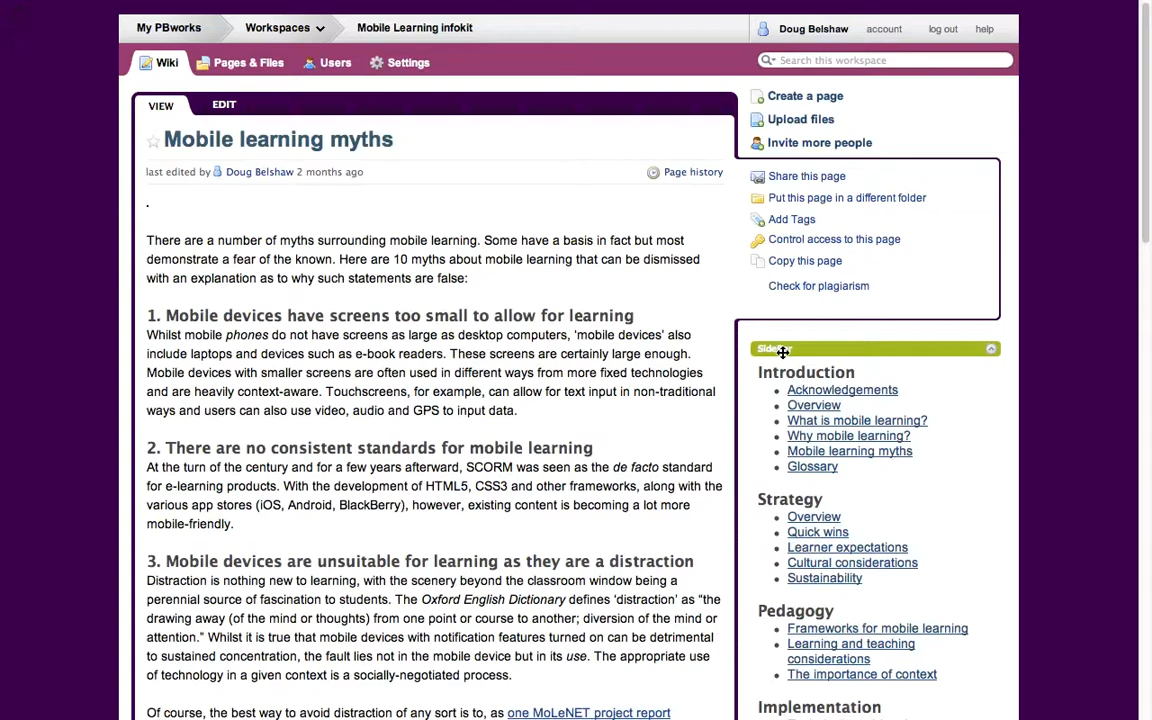 My PBworks
Workspaces
Mobile Learning infokit
Doug Belshaw
account
log out
help
Wiki
Pages & Files
Users
Settings
Search this workspace
VIEW
EDIT
Mobile learning myths
last edited by Doug Belshaw 2 months ago
Page history
.
There are a number of myths surrounding mobile learning. Some have a basis in fact but most
demonstrate a fear of the known. Here are 10 myths about mobile learning that can be dismissed
with an explanation as to why such statements are false:
1. Mobile devices have screens too small to allow for learning
Whilst mobile phones do not have screens as large as desktop computers, ‘mobile devices’ also
include laptops and devices such as e-book readers. These screens are certainly large enough.
Mobile devices with smaller screens are often used in different ways from more fixed technologies
and are heavily context-aware. Touchscreens, for example, can allow for text input in non-traditional
ways and users can also use video, audio and GPS to input data.
2. There are no consistent standards for mobile learning
At the turn of the century and for a few years afterward, SCORM was seen as the de facto standard
for e-learning products. With the development of HTML5, CSS3 and other frameworks, along with the
various app stores (iOS, Android, BlackBerry), however, existing content is becoming a lot more
mobile-friendly.
3. Mobile devices are unsuitable for learning as they are a distraction
Distraction is nothing new to learning, with the scenery beyond the classroom window being a
perennial source of fascination to students. The Oxford English Dictionary defines ‘distraction’ as “the
drawing away (of the mind or thoughts) from one point or course to another; diversion of the mind or
attention.” Whilst it is true that mobile devices with notification features turned on can be detrimental
to sustained concentration, the fault lies not in the mobile device but in its use. The appropriate use
of technology in a given context is a socially-negotiated process.
Of course, the best way to avoid distraction of any sort is to, as one MoLeNET project report
Create a page
Upload files
Invite more people
Share this page
Put this page in a different folder
Add Tags
Control access to this page
Copy this page
Check for plagiarism
Introduction
Acknowledgements
Overview
What is mobile learning?
Why mobile learning?
Mobile learning myths
Glossary
Strategy
Overview
Quick wins
Learner expectations
Cultural considerations
Sustainability
Pedagogy
Frameworks for mobile learning
Learning and teaching
considerations
The importance of context
Implementation